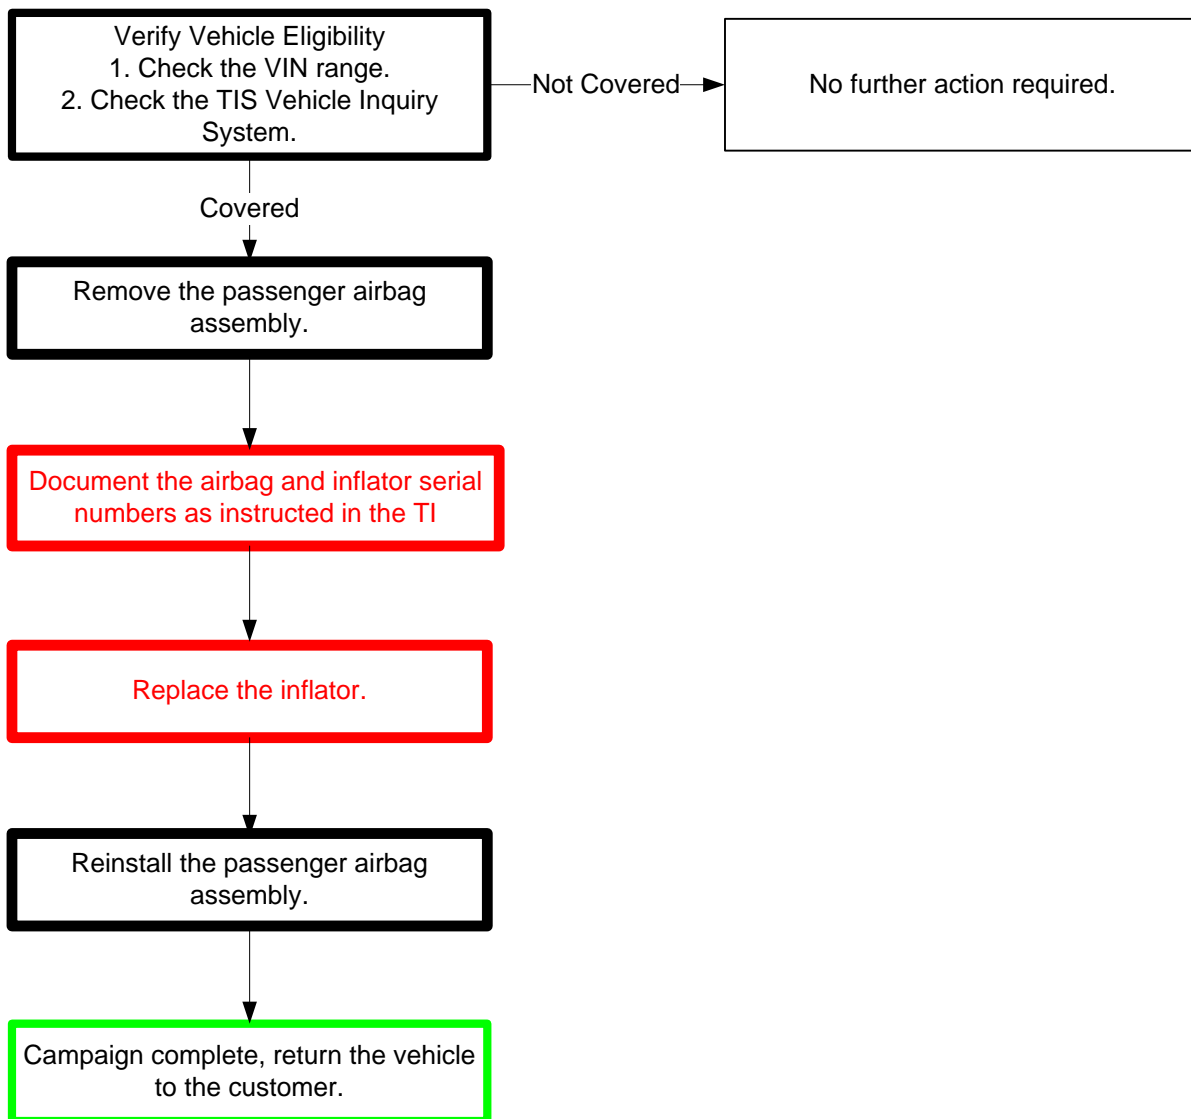 Verify Vehicle Eligibility
1. Check the VIN range.
2. Check the TIS Vehicle Inquiry
System.
Not Covered
No further action required.
Covered
Remove the passenger airbag
assembly.
Document the airbag and inflator serial
numbers as instructed in the TI
Replace the inflator.
Reinstall the passenger airbag
assembly.
Campaign complete, return the vehicle
to the customer.